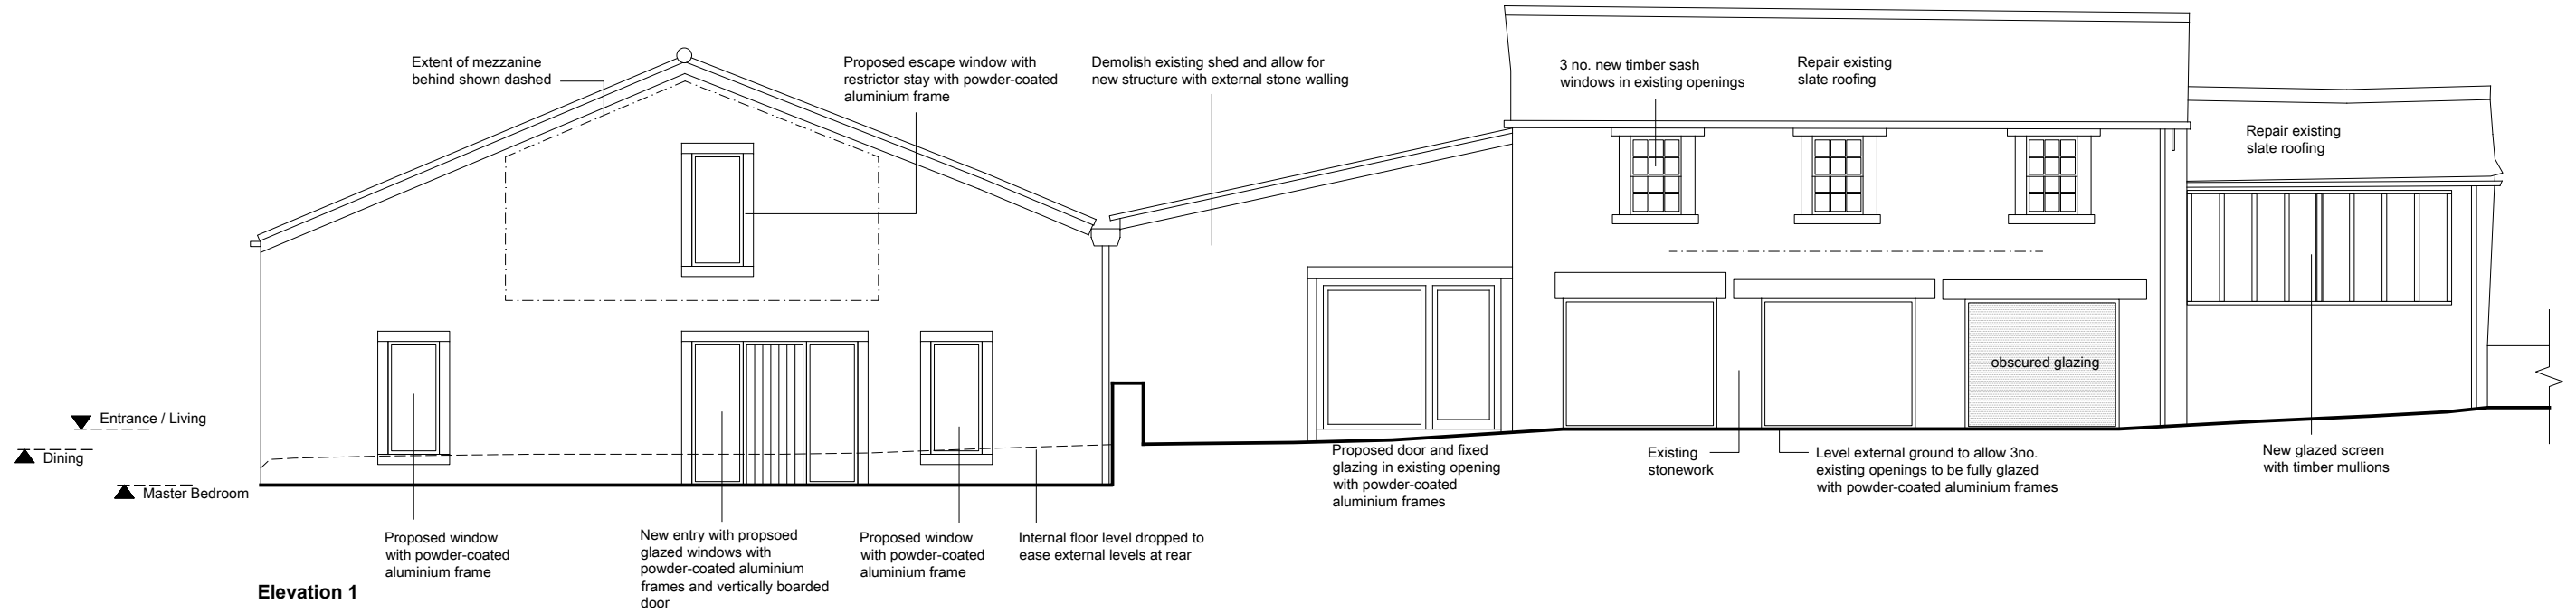 Extent of mezzanine
behind shown dashed
Proposed escape window with
restrictor stay with powder-coated
aluminium frame
Demolish existing shed and allow for
new structure with external stone walling
3 no. new timber sash
windows in existing openings
Repair existing
slate roofing
Repair existing
slate roofing
obscured glazing
Entrance / Living
Dining
Master Bedroom
Proposed window
with powder-coated
aluminium frame
New entry with propsoed
glazed windows with
powder-coated aluminium
frames and vertically boarded
door
Proposed window
with powder-coated
aluminium frame
Internal floor level dropped to
ease external levels at rear
Proposed door and fixed
glazing in existing opening
with powder-coated
aluminium frames
Existing
stonework
Level external ground to allow 3no.
existing openings to be fully glazed
with powder-coated aluminium frames
New glazed screen
with timber mullions
Elevation 1